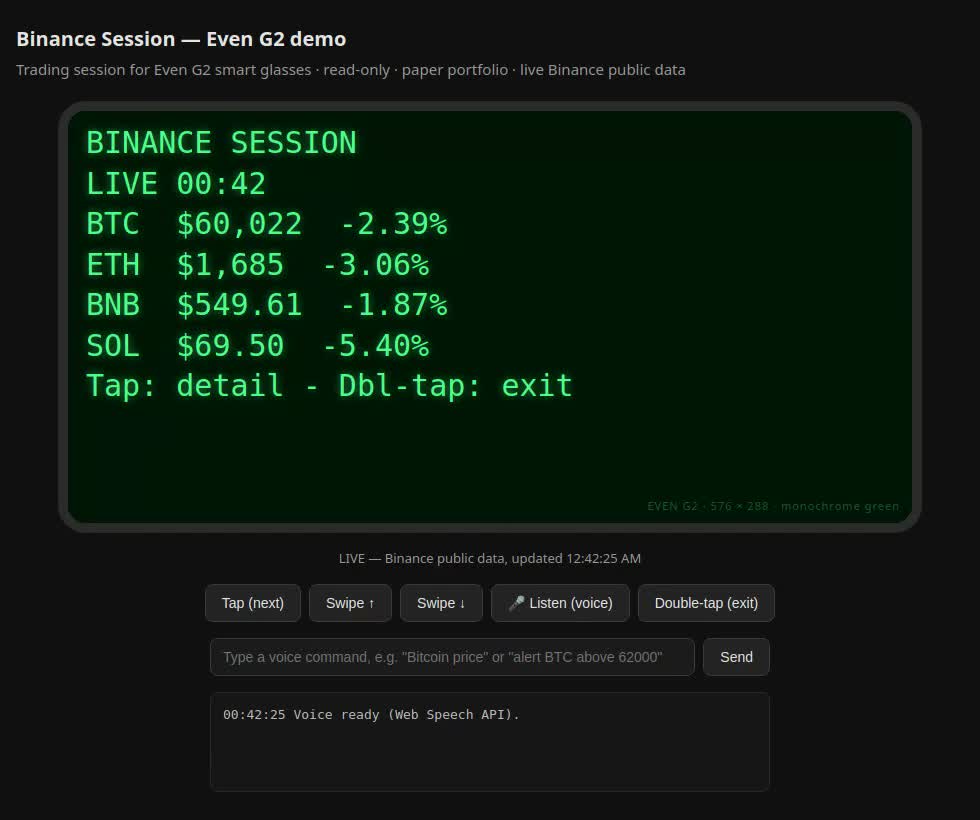 Binance Session — Even G2 demo
Trading session for Even G2 smart glasses · read-only · paper portfolio · live Binance public data
BINANCE SESSION
LIVE 00:42
BTC  $60,022  -2.39%
ETH  $1,685  -3.06%
BNB  $549.61  -1.87%
SOL  $69.50  -5.40%
Tap: detail - Dbl-tap: exit
EVEN G2 · 576 × 288 · monochrome green
LIVE — Binance public data, updated 12:42:25 AM
Tap (next) Swipe ↑ Swipe ↓ 🎤 Listen (voice) Double-tap (exit)
Type a voice command, e.g. "Bitcoin price" or "alert BTC above 62000" Send
00:42:25 Voice ready (Web Speech API).